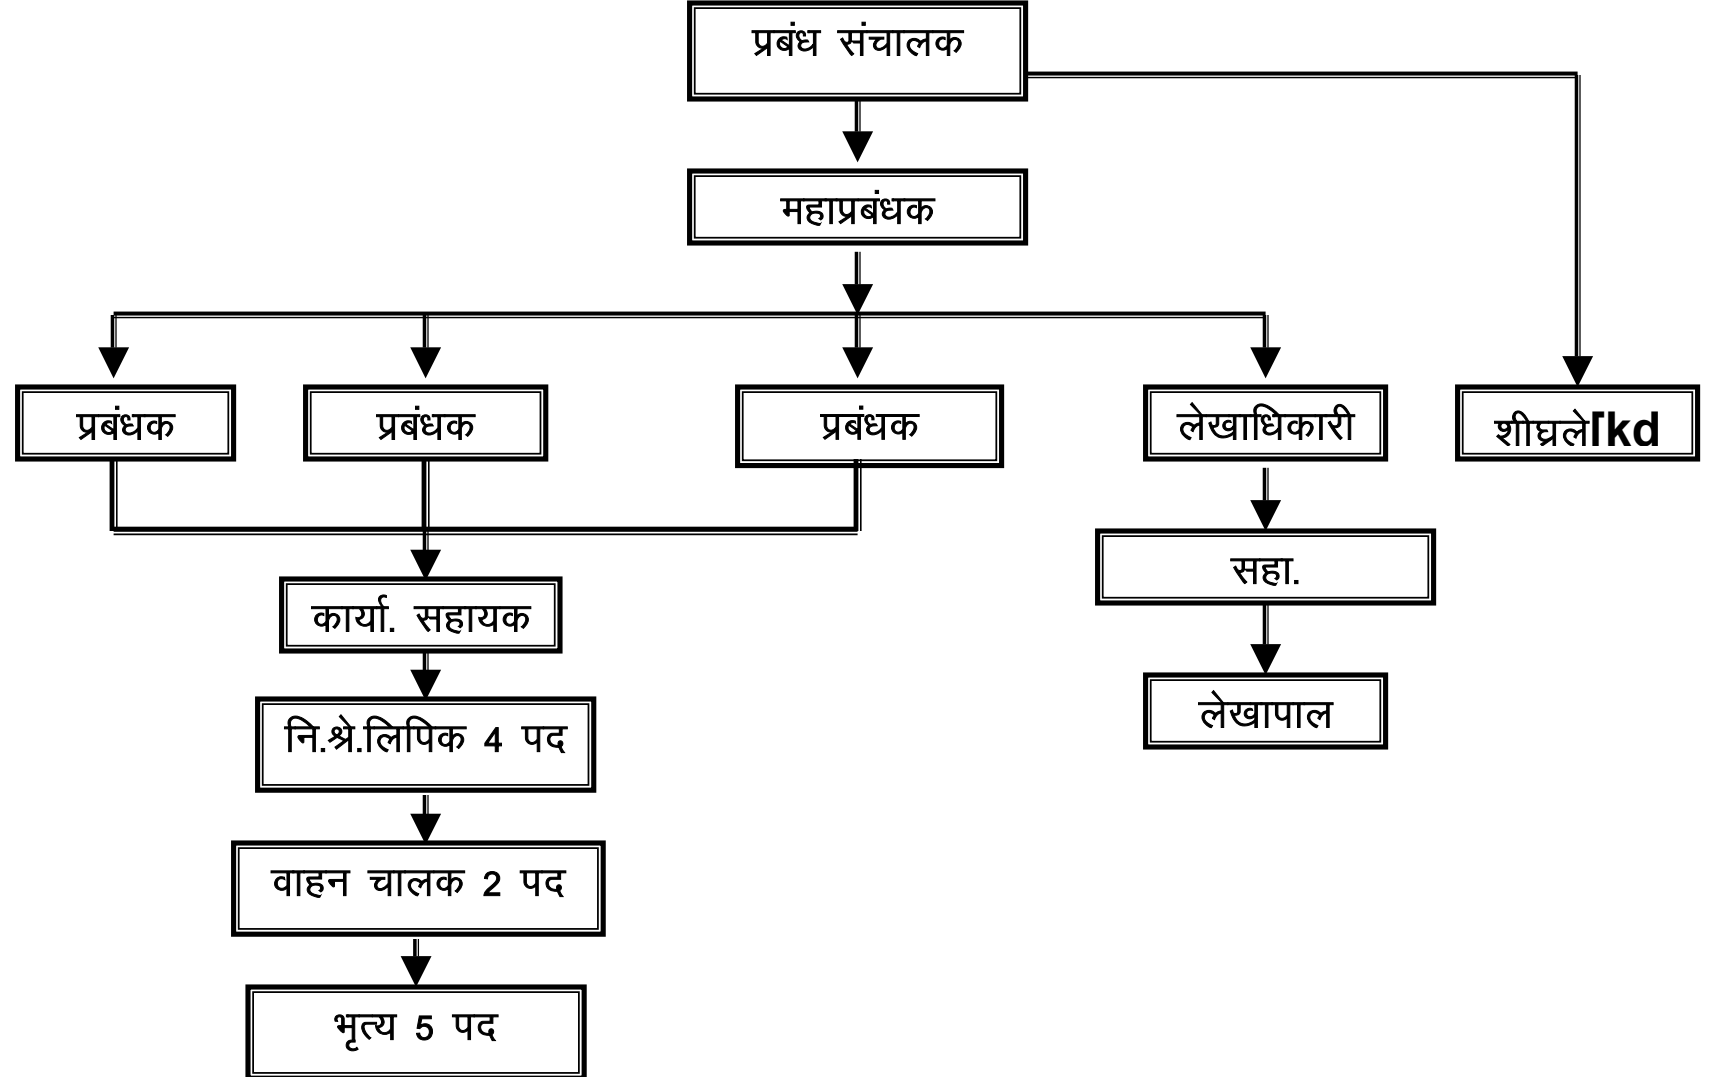 प्रबंध संचालक
महाप्रबंधक
प्रबंधक
प्रबंधक
प्रबंधक
लेखाधिकारी
शीघ्रले[kd
सहा.
कार्या. सहायक
लेखापाल
नि.श्रे.लिपिक 4 पद
वाहन चालक 2 पद
भृत्य 5 पद